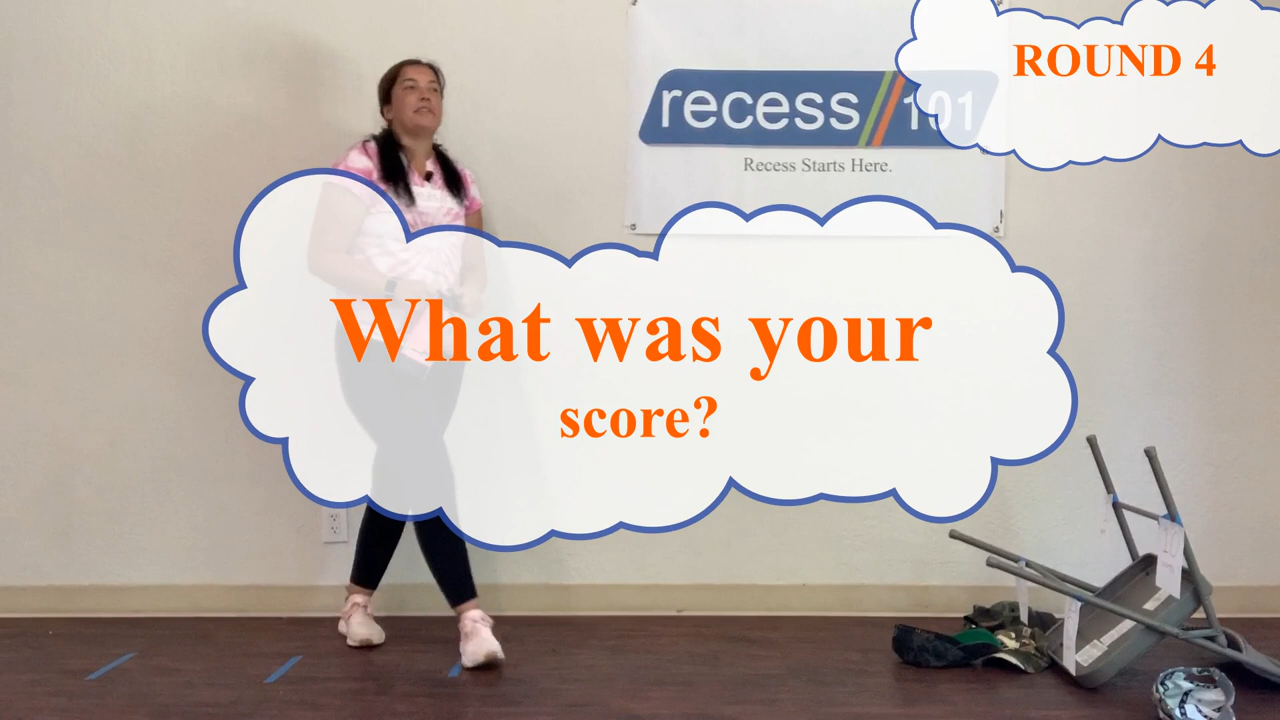 ROUND 4
recess 101
Recess Starts Here.
What was your
score?